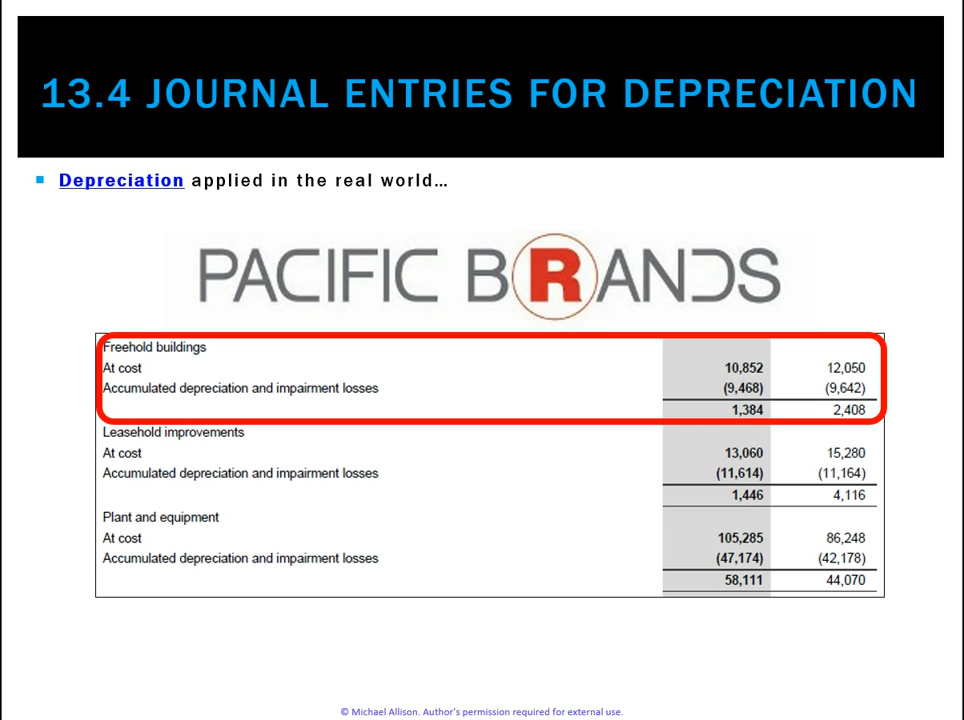 13.4 JOURNAL ENTRIES FOR DEPRECIATION
Depreciation applied in the real world...
PACIFIC BRANDS
Freehold buildings
At cost 10,852 12,050
Accumulated depreciation and impairment losses (9,468) (9,642)
1,384 2,408
Leasehold improvements
At cost 13,060 15,280
Accumulated depreciation and impairment losses (11,614) (11,164)
1,446 4,116
Plant and equipment
At cost 105,285 86,248
Accumulated depreciation and impairment losses (47,174) (42,178)
58,111 44,070
© Michael Allison. Author's permission required for external use.